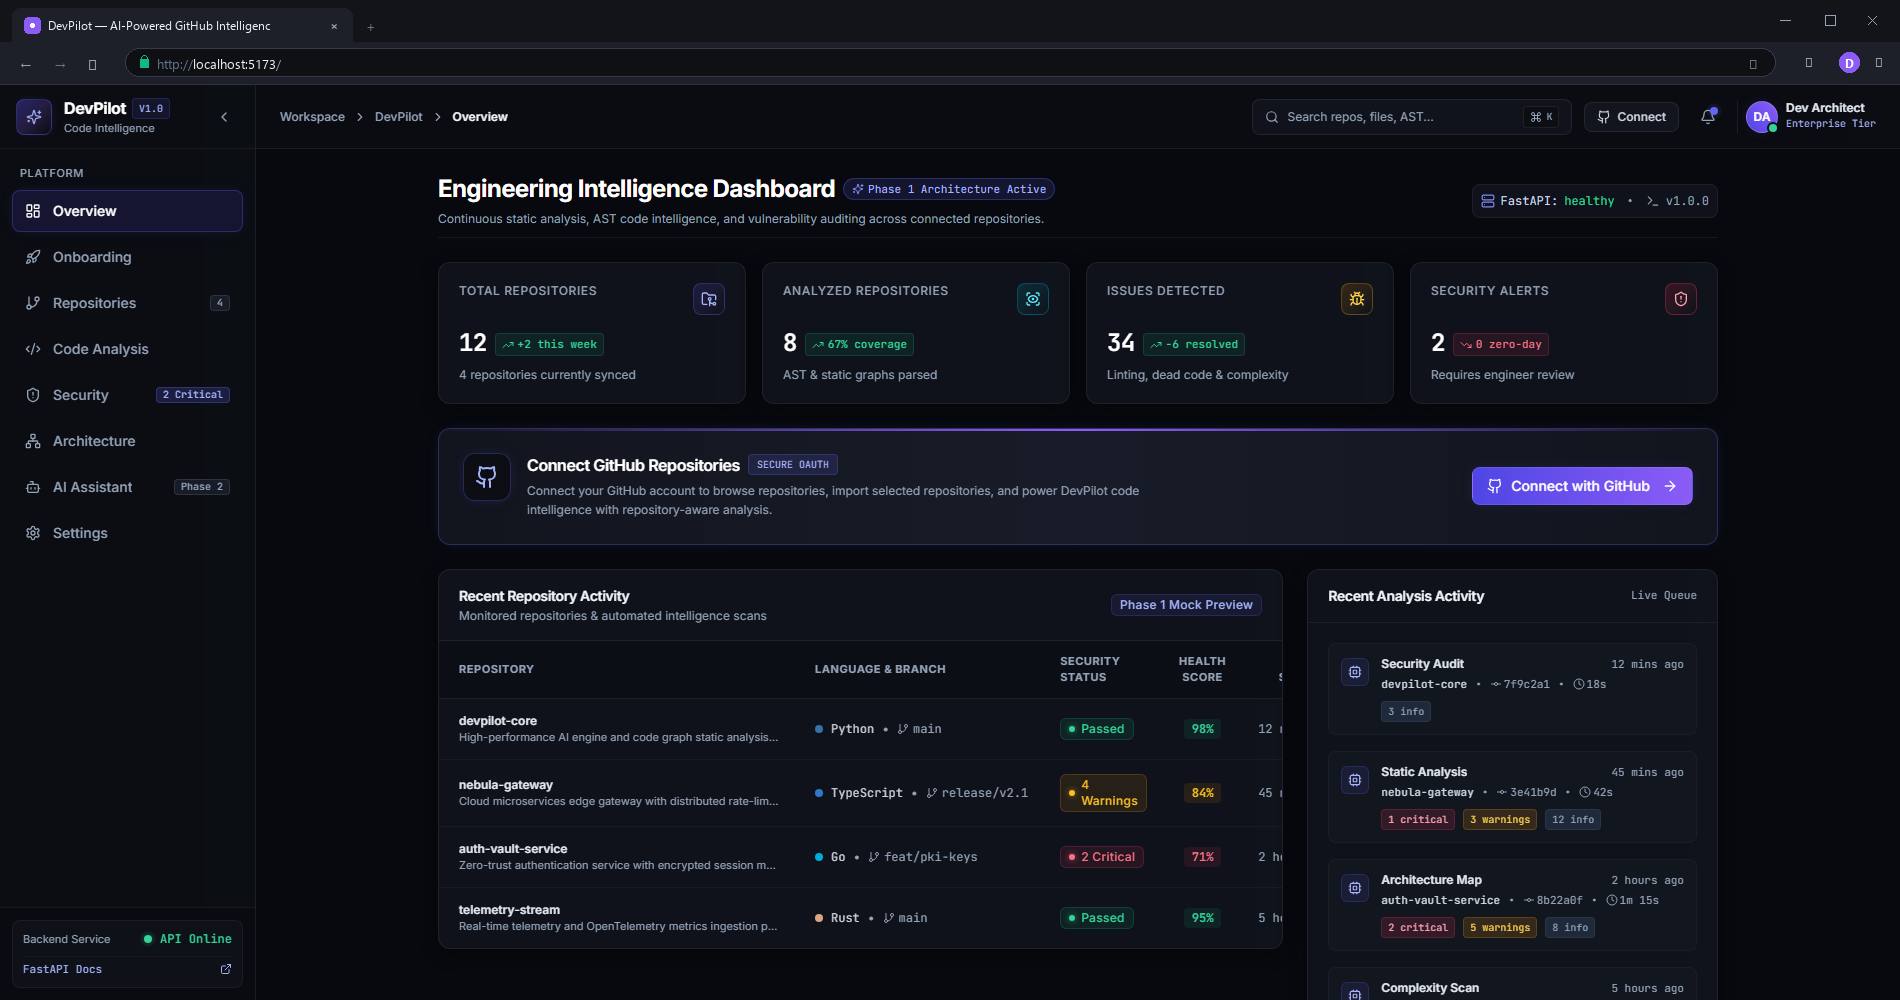 DevPilot — AI-Powered GitHub Intelligenc
http://localhost:5173/
D
DevPilot V1.0
Code Intelligence
Workspace > DevPilot > Overview
Search repos, files, AST... ⌘ K
Connect
DA
Dev Architect
Enterprise Tier
PLATFORM
Overview
Onboarding
Repositories 4
Code Analysis
Security 2 Critical
Architecture
AI Assistant Phase 2
Settings
Backend Service API Online
FastAPI Docs
Engineering Intelligence Dashboard Phase 1 Architecture Active
Continuous static analysis, AST code intelligence, and vulnerability auditing across connected repositories.
FastAPI: healthy • v1.0.0
TOTAL REPOSITORIES
12 +2 this week
4 repositories currently synced
ANALYZED REPOSITORIES
8 67% coverage
AST & static graphs parsed
ISSUES DETECTED
34 -6 resolved
Linting, dead code & complexity
SECURITY ALERTS
2 0 zero-day
Requires engineer review
Connect GitHub Repositories SECURE OAUTH
Connect your GitHub account to browse repositories, import selected repositories, and power DevPilot code
intelligence with repository-aware analysis.
Connect with GitHub
Recent Repository Activity
Monitored repositories & automated intelligence scans
Phase 1 Mock Preview
REPOSITORY
LANGUAGE & BRANCH
SECURITY
STATUS
HEALTH
SCORE
devpilot-core
High-performance AI engine and code graph static analysis...
Python • main
Passed
98%
12
nebula-gateway
Cloud microservices edge gateway with distributed rate-lim...
TypeScript • release/v2.1
4
Warnings
84%
45
auth-vault-service
Zero-trust authentication service with encrypted session m...
Go • feat/pki-keys
2 Critical
71%
2
telemetry-stream
Real-time telemetry and OpenTelemetry metrics ingestion p...
Rust • main
Passed
95%
5
Recent Analysis Activity Live Queue
Security Audit 12 mins ago
devpilot-core • 7f9c2a1 • 18s
3 info
Static Analysis 45 mins ago
nebula-gateway • 3e41b9d • 42s
1 critical 3 warnings 12 info
Architecture Map 2 hours ago
auth-vault-service • 8b22a0f • 1m 15s
2 critical 5 warnings 8 info
Complexity Scan 5 hours ago